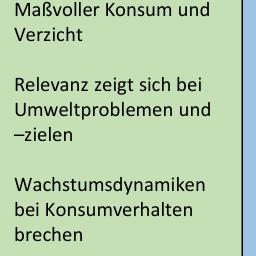 Maßvoller Konsum und
Verzicht
Relevanz zeigt sich bei
Umweltproblemen und
–zielen
Wachstumsdynamiken
bei Konsumverhalten
brechen